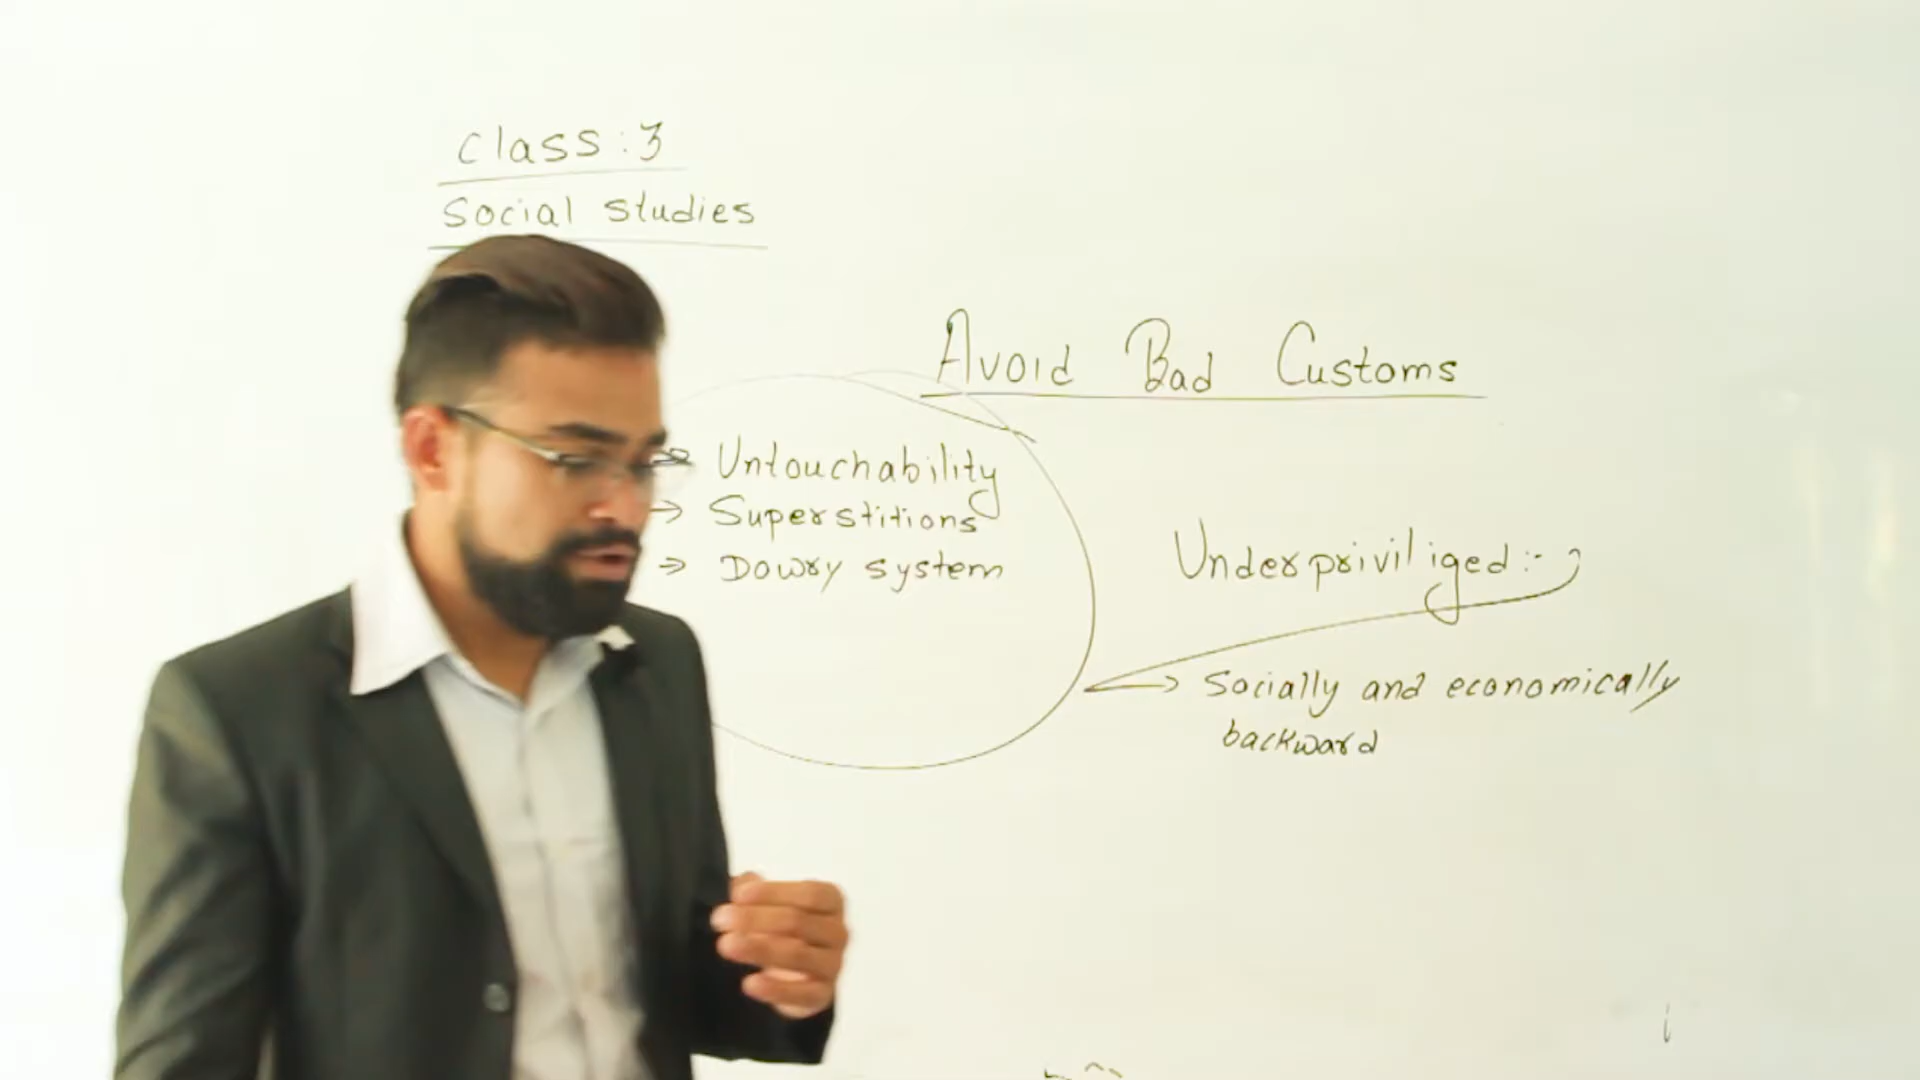 class : 3
Social studies
Avoid Bad Customs
→ Untouchability
→ Superstitions
→ Dowry system
Underpriviliged :-
→ Socially and economically
backward